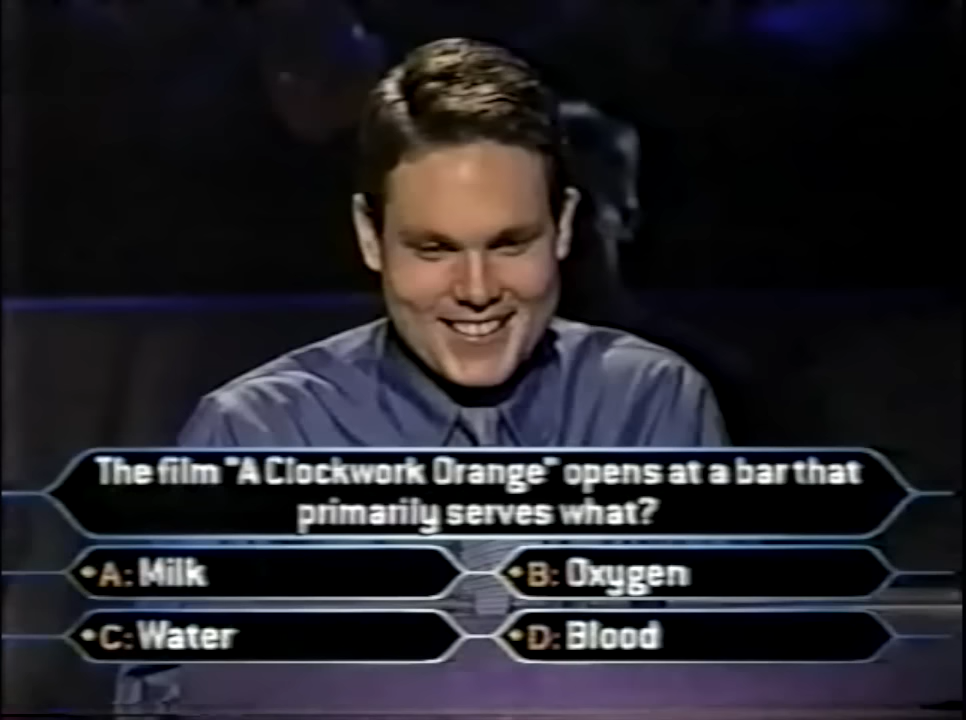 The film "A Clockwork Orange" opens at a bar that
primarily serves what?
A: Milk
B: Oxygen
C: Water
D: Blood